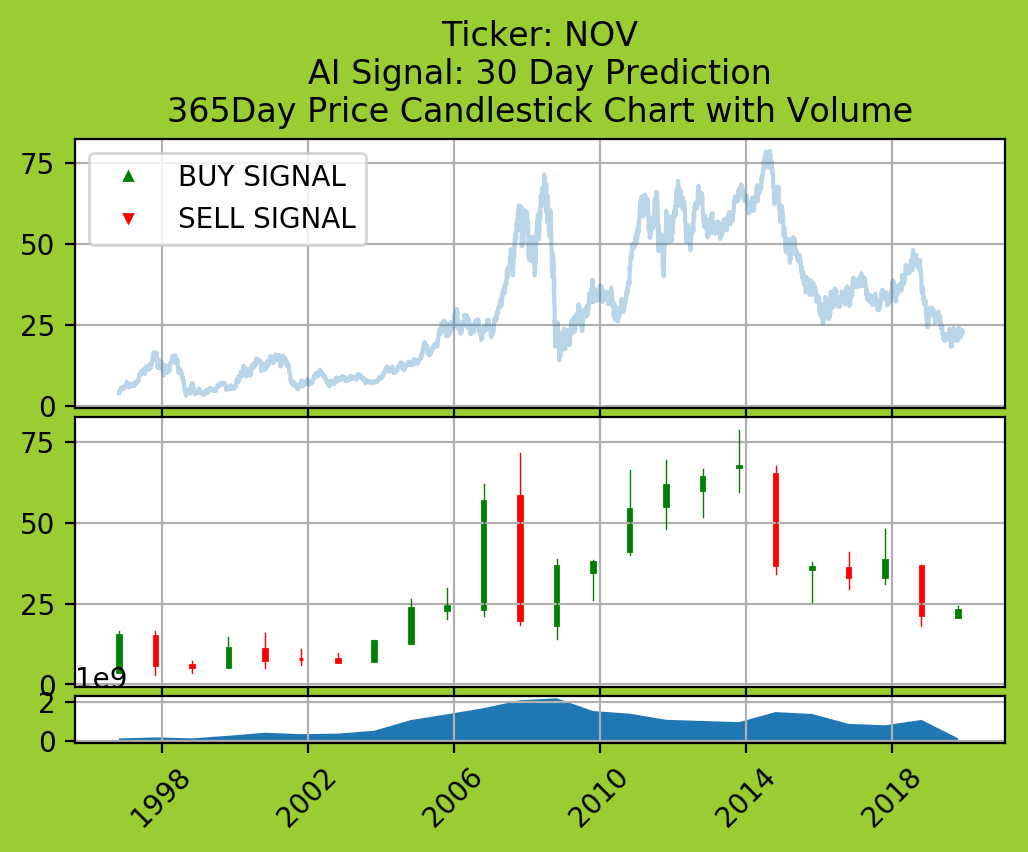 Ticker: NOV
AI Signal: 30 Day Prediction
365Day Price Candlestick Chart with Volume
75
BUY SIGNAL
SELL SIGNAL
50
25
0
75
50
25
0
1e9
2
0
1998 2002 2006 2010 2014 2018